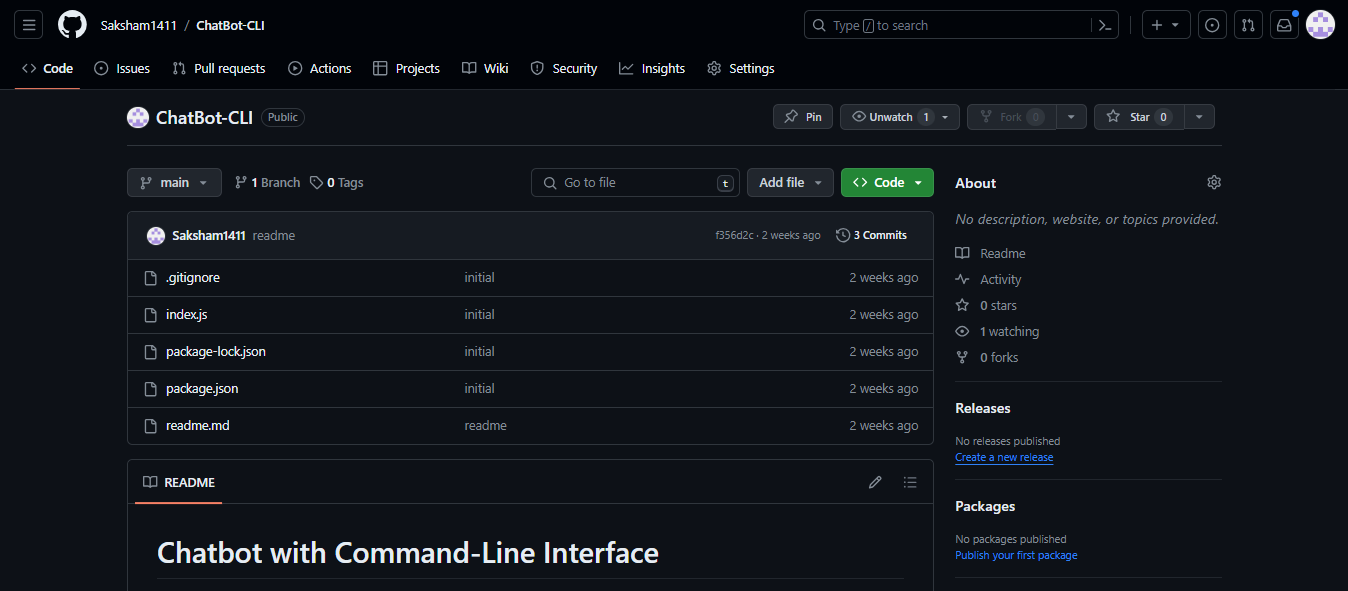 Saksham1411 / ChatBot-CLI Type / to search
Code Issues Pull requests Actions Projects Wiki Security Insights Settings
ChatBot-CLI Public Pin Unwatch 1 Fork 0 Star 0
main 1 Branch 0 Tags Go to file t Add file Code
Saksham1411 readme f356d2c · 2 weeks ago 3 Commits
.gitignore initial 2 weeks ago
index.js initial 2 weeks ago
package-lock.json initial 2 weeks ago
package.json initial 2 weeks ago
readme.md readme 2 weeks ago
README
Chatbot with Command-Line Interface
About
No description, website, or topics provided.
Readme
Activity
0 stars
1 watching
0 forks
Releases
No releases published
Create a new release
Packages
No packages published
Publish your first package